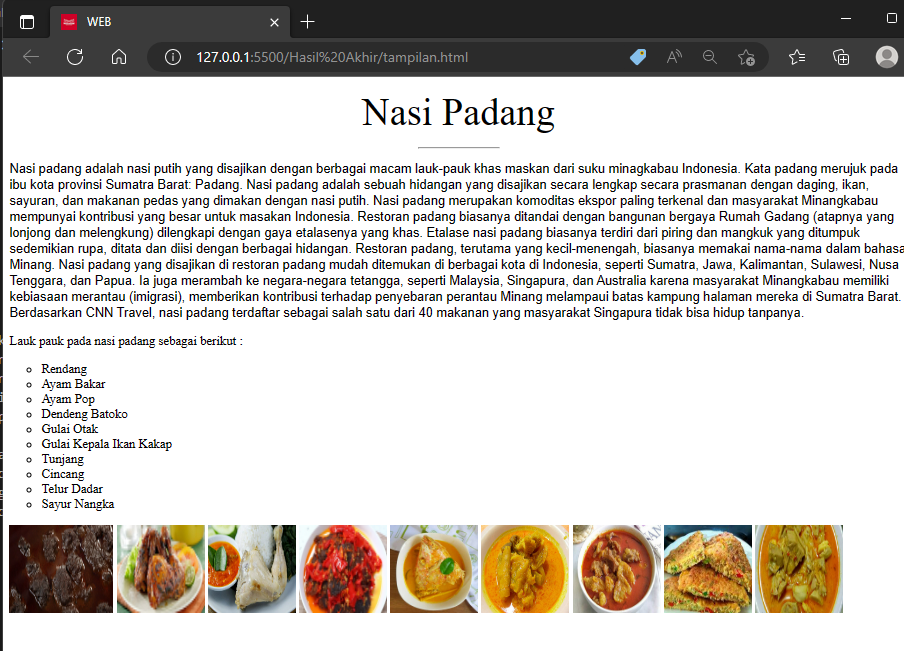 WEB
127.0.0.1:5500/Hasil%20Akhir/tampilan.html
Nasi Padang
Nasi padang adalah nasi putih yang disajikan dengan berbagai macam lauk-pauk khas maskan dari suku minagkabau Indonesia. Kata padang merujuk pada
ibu kota provinsi Sumatra Barat: Padang. Nasi padang adalah sebuah hidangan yang disajikan secara lengkap secara prasmanan dengan daging, ikan,
sayuran, dan makanan pedas yang dimakan dengan nasi putih. Nasi padang merupakan komoditas ekspor paling terkenal dan masyarakat Minangkabau
mempunyai kontribusi yang besar untuk masakan Indonesia. Restoran padang biasanya ditandai dengan bangunan bergaya Rumah Gadang (atapnya yang
lonjong dan melengkung) dilengkapi dengan gaya etalasenya yang khas. Etalase nasi padang biasanya terdiri dari piring dan mangkuk yang ditumpuk
sedemikian rupa, ditata dan diisi dengan berbagai hidangan. Restoran padang, terutama yang kecil-menengah, biasanya memakai nama-nama dalam bahasa
Minang. Nasi padang yang disajikan di restoran padang mudah ditemukan di berbagai kota di Indonesia, seperti Sumatra, Jawa, Kalimantan, Sulawesi, Nusa
Tenggara, dan Papua. Ia juga merambah ke negara-negara tetangga, seperti Malaysia, Singapura, dan Australia karena masyarakat Minangkabau memiliki
kebiasaan merantau (imigrasi), memberikan kontribusi terhadap penyebaran perantau Minang melampaui batas kampung halaman mereka di Sumatra Barat.
Berdasarkan CNN Travel, nasi padang terdaftar sebagai salah satu dari 40 makanan yang masyarakat Singapura tidak bisa hidup tanpanya.
Lauk pauk pada nasi padang sebagai berikut :
Rendang
Ayam Bakar
Ayam Pop
Dendeng Batoko
Gulai Otak
Gulai Kepala Ikan Kakap
Tunjang
Cincang
Telur Dadar
Sayur Nangka